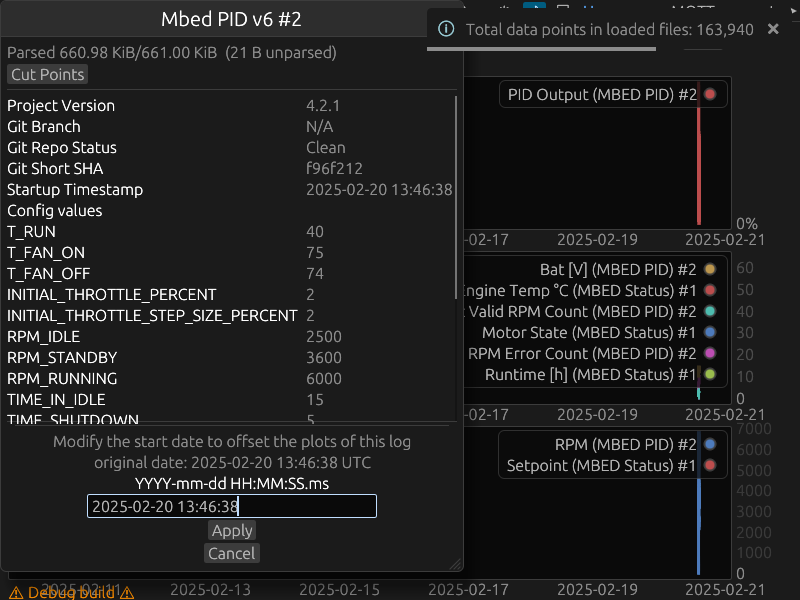 Mbed PID v6 #2
Parsed 660.98 KiB/661.00 KiB (21 B unparsed)
Cut Points
Project Version 4.2.1
Git Branch N/A
Git Repo Status Clean
Git Short SHA f96f212
Startup Timestamp 2025-02-20 13:46:38
Config values
T_RUN 40
T_FAN_ON 75
T_FAN_OFF 74
INITIAL_THROTTLE_PERCENT 2
INITIAL_THROTTLE_STEP_SIZE_PERCENT 2
RPM_IDLE 2500
RPM_STANDBY 3600
RPM_RUNNING 6000
TIME_IN_IDLE 15
TIME_SHUTDOWN 5
Modify the start date to offset the plots of this log
original date: 2025-02-20 13:46:38 UTC
YYYY-mm-dd HH:MM:SS.ms
2025-02-20 13:46:38
Apply
Cancel
Total data points in loaded files: 163,940
PID Output (MBED PID) #2
0%
-02-17 2025-02-19 2025-02-21
Bat [V] (MBED PID) #2
Engine Temp °C (MBED Status) #1
Valid RPM Count (MBED PID) #2
Motor State (MBED Status) #1
RPM Error Count (MBED PID) #2
Runtime [h] (MBED Status) #1
60
50
40
30
20
10
0
-02-17 2025-02-19 2025-02-21
RPM (MBED PID) #2
Setpoint (MBED Status) #1
7000
6000
5000
4000
3000
2000
1000
0
2025-02-11 2025-02-13 2025-02-15 2025-02-17 2025-02-19 2025-02-21
⚠ Debug build ⚠